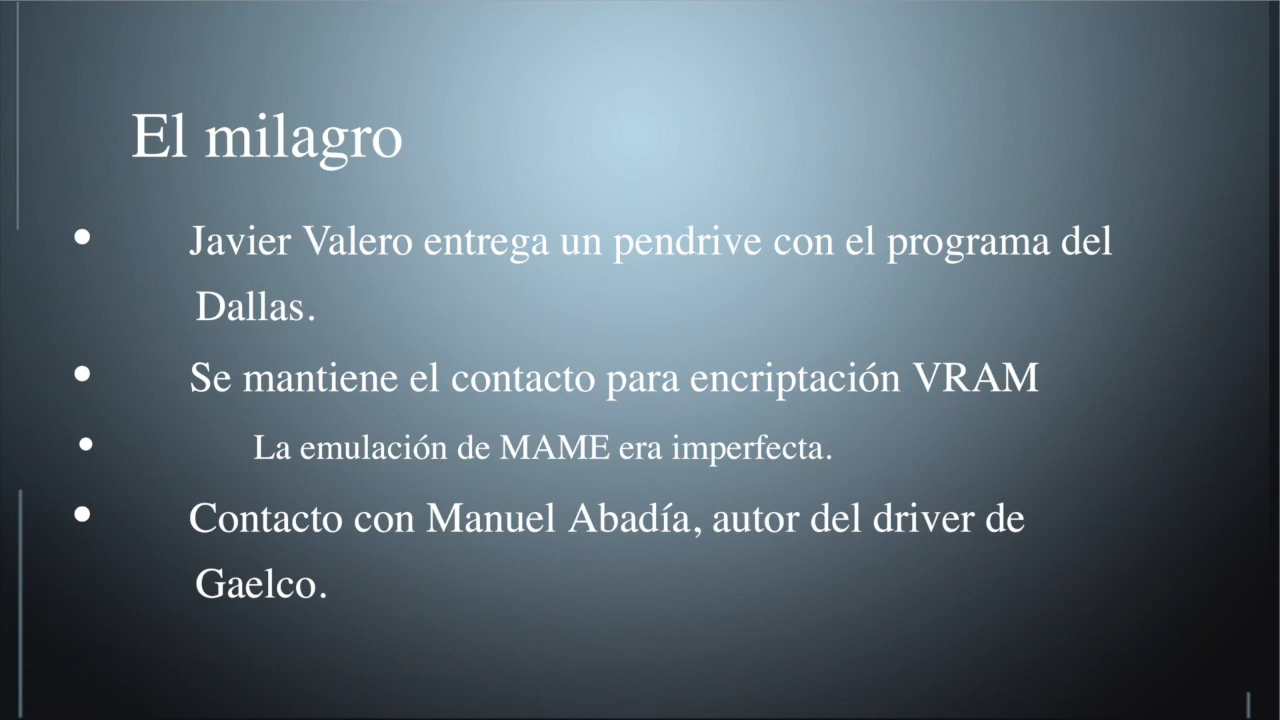 El milagro
• Javier Valero entrega un pendrive con el programa del
Dallas.
• Se mantiene el contacto para encriptación VRAM
• La emulación de MAME era imperfecta.
• Contacto con Manuel Abadía, autor del driver de
Gaelco.